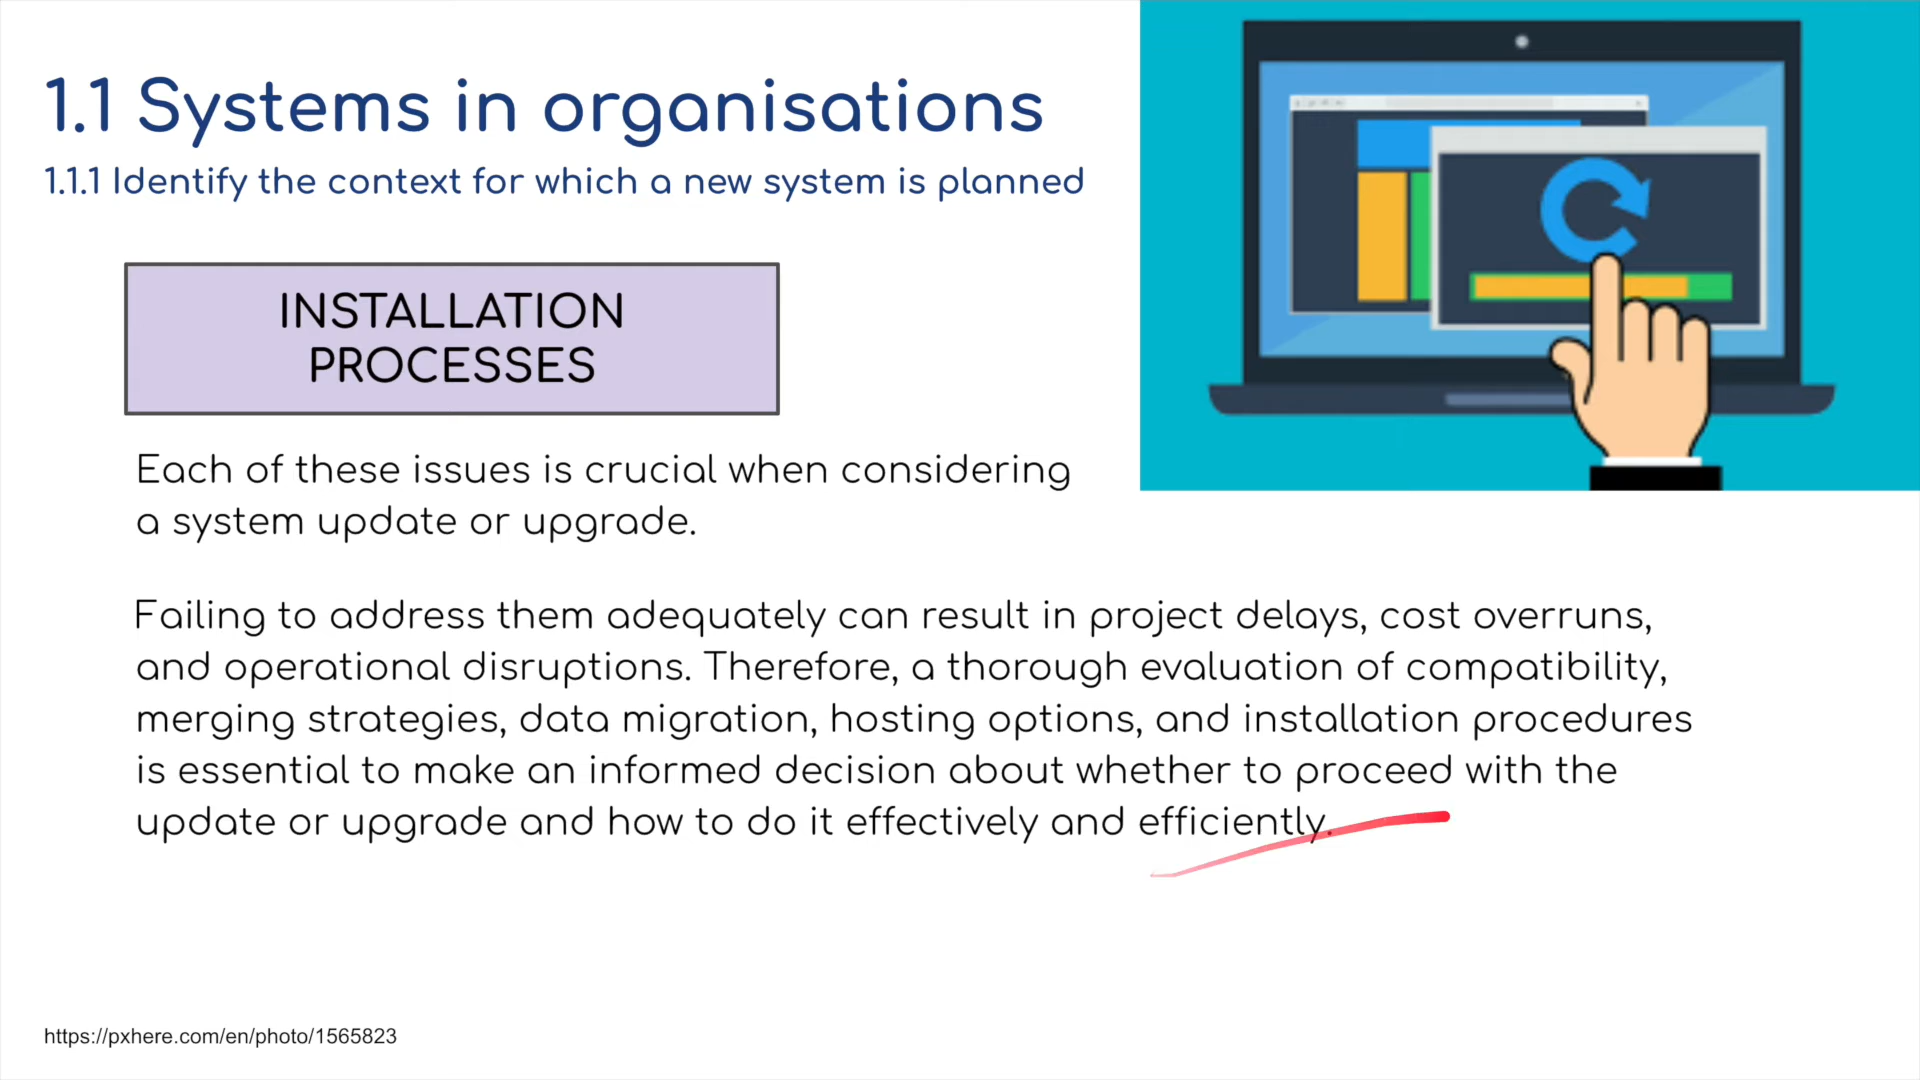 1.1 Systems in organisations
1.1.1 Identify the context for which a new system is planned
INSTALLATION
PROCESSES
Each of these issues is crucial when considering
a system update or upgrade.
Failing to address them adequately can result in project delays, cost overruns,
and operational disruptions. Therefore, a thorough evaluation of compatibility,
merging strategies, data migration, hosting options, and installation procedures
is essential to make an informed decision about whether to proceed with the
update or upgrade and how to do it effectively and efficiently.
https://pxhere.com/en/photo/1565823